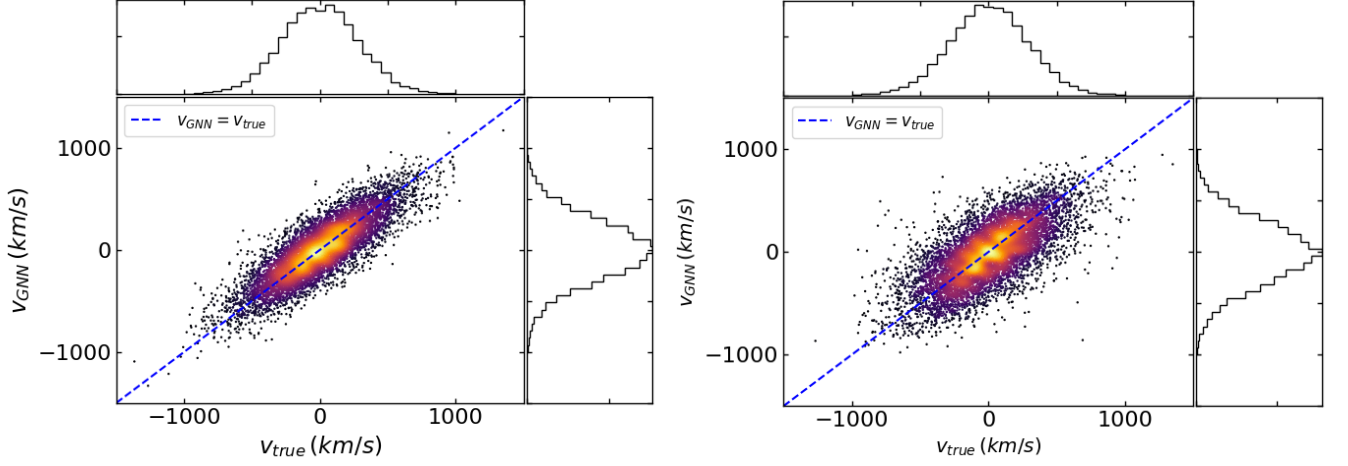 v_GNN = v_true
1000
0
−1000
v_GNN (km/s)
−1000 0 1000
v_true (km/s)
v_GNN = v_true
1000
0
−1000
v_GNN (km/s)
−1000 0 1000
v_true (km/s)